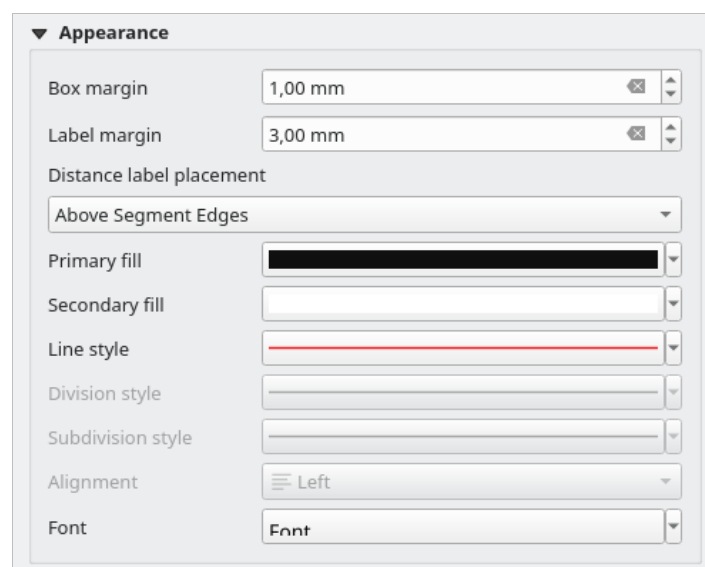 Appearance
Box margin 1,00 mm
Label margin 3,00 mm
Distance label placement
Above Segment Edges
Primary fill
Secondary fill
Line style
Division style
Subdivision style
Alignment Left
Font Font